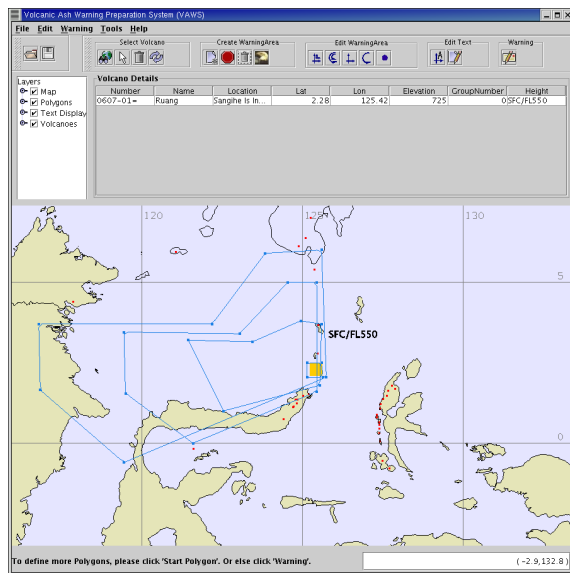 Volcanic Ash Warning Preparation System (VAWS)
File Edit Warning Tools Help
Select Volcano Create WarningArea Edit WarningArea Edit Text Warning
Layers
Map
Polygons
Text Display
Volcanoes
Volcano Details
Number Name Location Lat Lon Elevation GroupNumber Height
0607-01= Ruang Sangihe Is In... 2.28 125.42 725 0 SFC/FL550
120 125 130
5
SFC/FL550
0
To define more Polygons, please click 'Start Polygon'. Or else click 'Warning'.
( -2.9,132.8 )